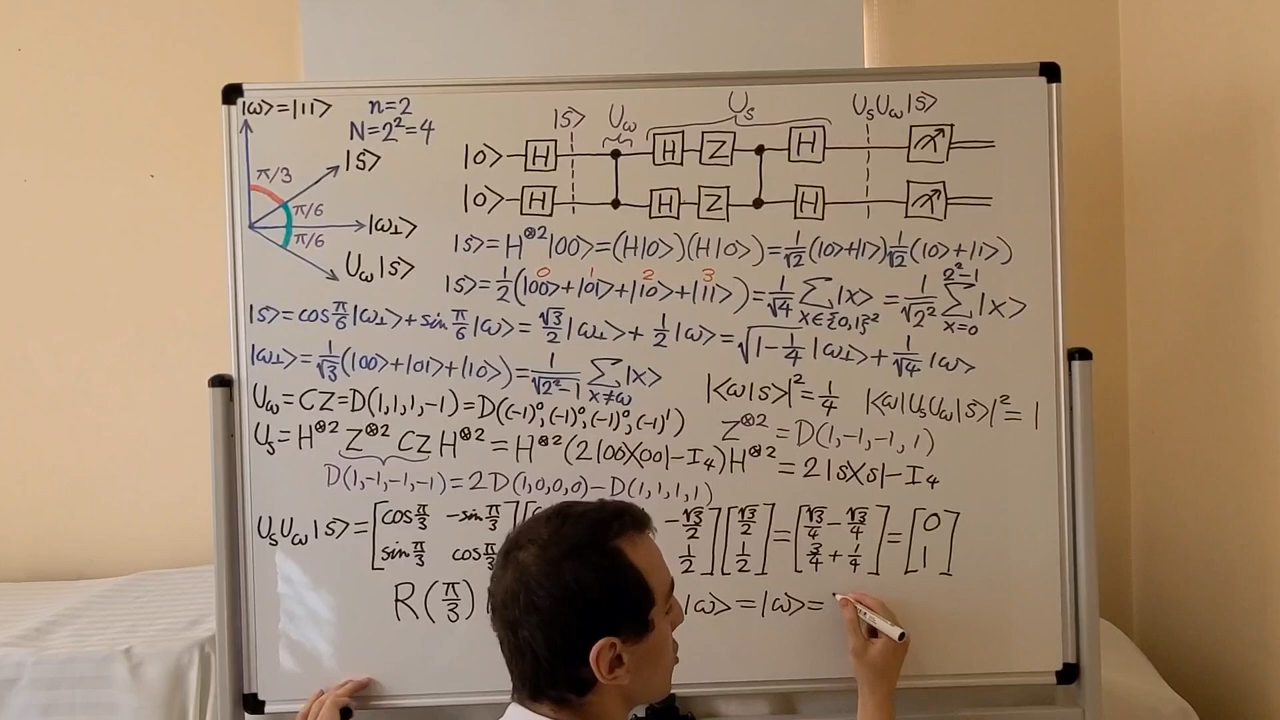 |ω⟩=|11⟩
n=2
N=2²=4
|s⟩
π/3
π/6
|ω⊥⟩
π/6
U_ω|s⟩
|s⟩ U_ω U_s U_sU_ω|s⟩
|0⟩ H H Z H
|0⟩ H H Z H
|s⟩=H^⊗2|00⟩=(H|0⟩)(H|0⟩)=1/√2(|0⟩+|1⟩)1/√2(|0⟩+|1⟩)
0 1 2 3
|s⟩=1/2(|00⟩+|01⟩+|10⟩+|11⟩)=1/√4 ∑_{x∈{0,1}²}|x⟩=1/√2² ∑_{x=0}^{2²-1}|x⟩
|s⟩=cos π/6|ω⊥⟩+sin π/6|ω⟩=√3/2|ω⊥⟩+1/2|ω⟩=√(1-1/4)|ω⊥⟩+1/√4|ω⟩
|ω⊥⟩=1/√3(|00⟩+|01⟩+|10⟩)=1/√(2²-1) ∑_{x≠ω}|x⟩
|⟨ω|s⟩|²=1/4 |⟨ω|U_sU_ω|s⟩|²=1
U_ω=CZ=D(1,1,1,-1)=D((-1)⁰,(-1)⁰,(-1)⁰,(-1)¹)
Z^⊗2=D(1,-1,-1,1)
U_s=H^⊗2 Z^⊗2 CZ H^⊗2=H^⊗2(2|00⟩⟨00|-I₄)H^⊗2=2|s⟩⟨s|-I₄
D(1,-1,-1,-1)=2D(1,0,0,0)-D(1,1,1,1)
U_sU_ω|s⟩=[cos π/3 -sin π/3; sin π/3 cos π/3][ -√3/2; 1/2][√3/2; 1/2]=[√3/4-√3/4; 3/4+1/4]=[0; 1]
R(π/3) |ω⟩=|ω⟩=